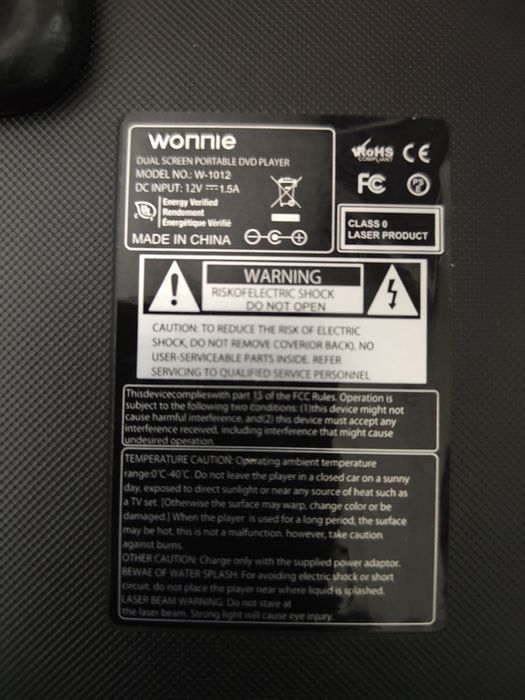 wonnie
DUAL SCREEN PORTABLE DVD PLAYER
MODEL NO.: W-1012
DC INPUT: 12V ⎓ 1.5A
UL
Energy Verified
Rendement
Énergétique Vérifié
MADE IN CHINA
RoHS
COMPLIANT
CE
FC
PS
E
CLASS 0
LASER PRODUCT
WARNING
RISKOFELECTRIC SHOCK
DO NOT OPEN
CAUTION: TO REDUCE THE RISK OF ELECTRIC
SHOCK, DO NOT REMOVE COVER(OR BACK). NO
USER-SERVICEABLE PARTS INSIDE. REFER
SERVICING TO QUALIFIED SERVICE PERSONNEL
Thisdevicecomplieswith part 15 of the FCC Rules. Operation is
subject to the following two conditions: (1)this device might not
cause harmful interference, and(2) this device must accept any
interference received, including interference that might cause
undesired operation.
TEMPERATURE CAUTION: Operating ambient temperature
range:0°C-40°C. Do not leave the player in a closed car on a sunny
day, exposed to direct sunlight or near any source of heat such as
a TV set. [Otherwise the surface may warp, change color or be
damaged.] When the player is used for a long period, the surface
may be hot, this is not a malfunction, however, take caution
against burns.
OTHER CAUTION: Charge only with the supplied power adaptor.
BEWAE OF WATER SPLASH: For avoiding electric shock or short
circuit, do not place the player near where liquid is splashed.
LASER BEAM WARNING: Do not stare at
the laser beam. Strong light will cause eye injury.